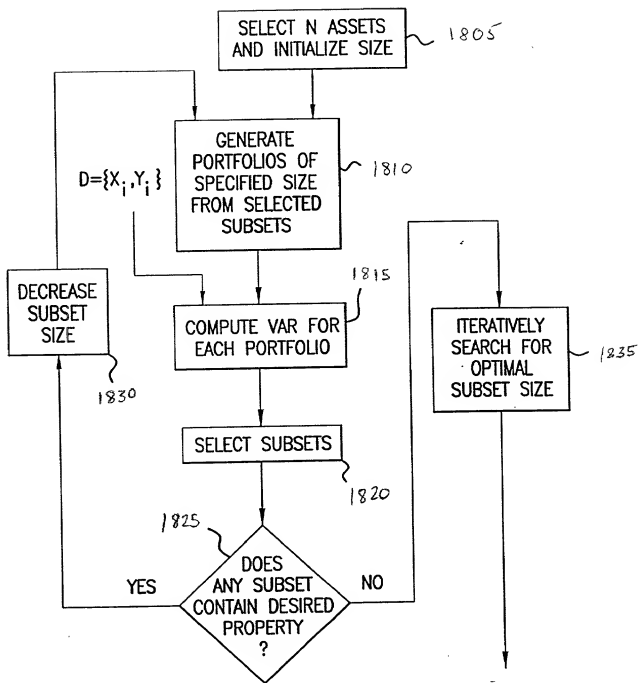 SELECT N ASSETS
AND INITIALIZE SIZE
1805
GENERATE
PORTFOLIOS OF
SPECIFIED SIZE
FROM SELECTED
SUBSETS
1810
D={Xi,Yi}
COMPUTE VAR FOR
EACH PORTFOLIO
1815
DECREASE
SUBSET
SIZE
1830
ITERATIVELY
SEARCH FOR
OPTIMAL
SUBSET SIZE
1835
SELECT SUBSETS
1820
1825
DOES
ANY SUBSET
CONTAIN DESIRED
PROPERTY
?
YES
NO